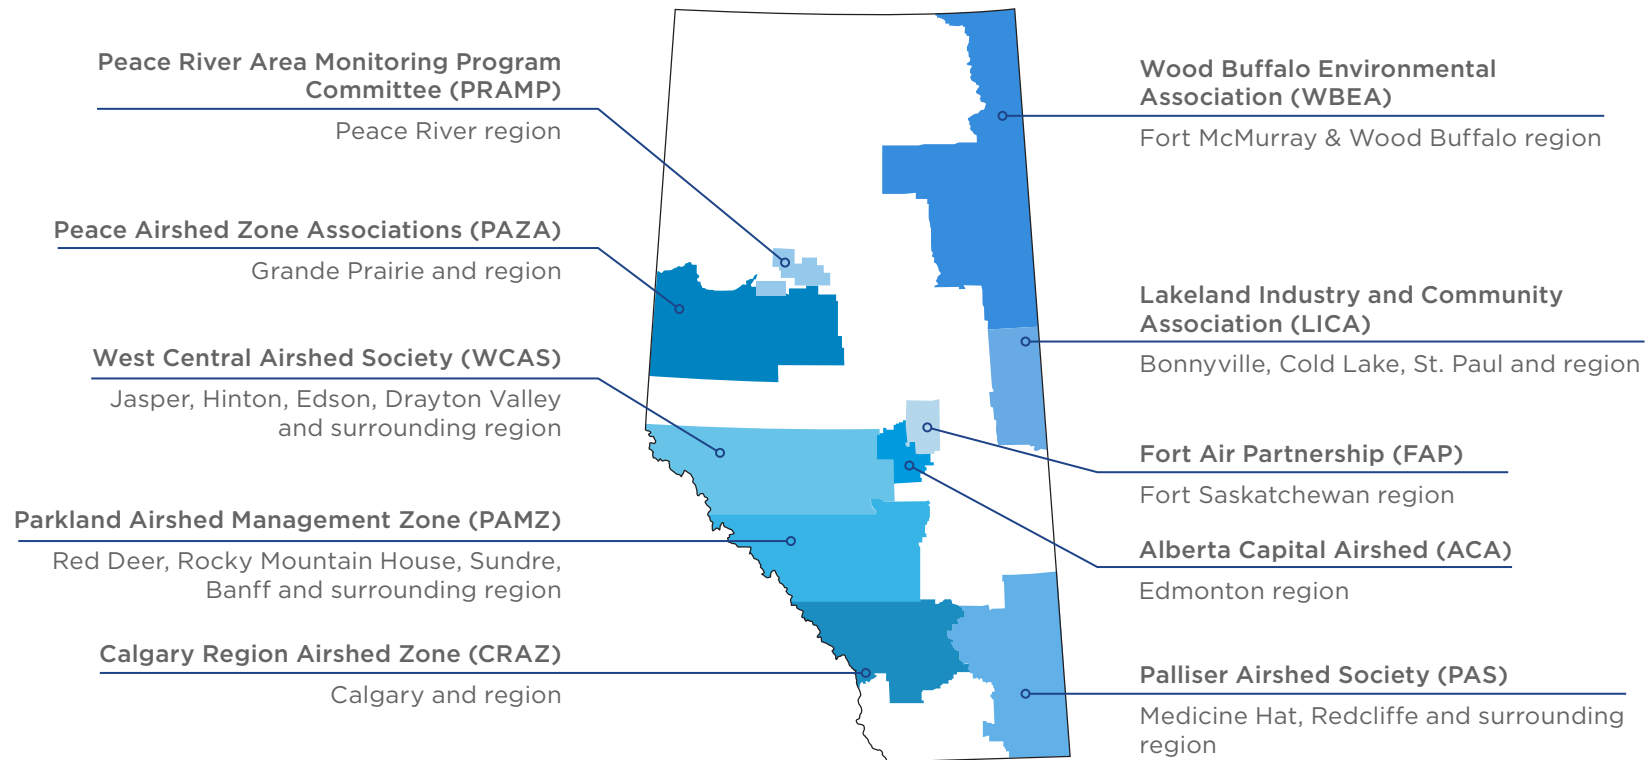 Peace River Area Monitoring Program
Committee (PRAMP)
Peace River region
Peace Airshed Zone Associations (PAZA)
Grande Prairie and region
West Central Airshed Society (WCAS)
Jasper, Hinton, Edson, Drayton Valley
and surrounding region
Parkland Airshed Management Zone (PAMZ)
Red Deer, Rocky Mountain House, Sundre,
Banff and surrounding region
Calgary Region Airshed Zone (CRAZ)
Calgary and region
Wood Buffalo Environmental
Association (WBEA)
Fort McMurray & Wood Buffalo region
Lakeland Industry and Community
Association (LICA)
Bonnyville, Cold Lake, St. Paul and region
Fort Air Partnership (FAP)
Fort Saskatchewan region
Alberta Capital Airshed (ACA)
Edmonton region
Palliser Airshed Society (PAS)
Medicine Hat, Redcliffe and surrounding
region